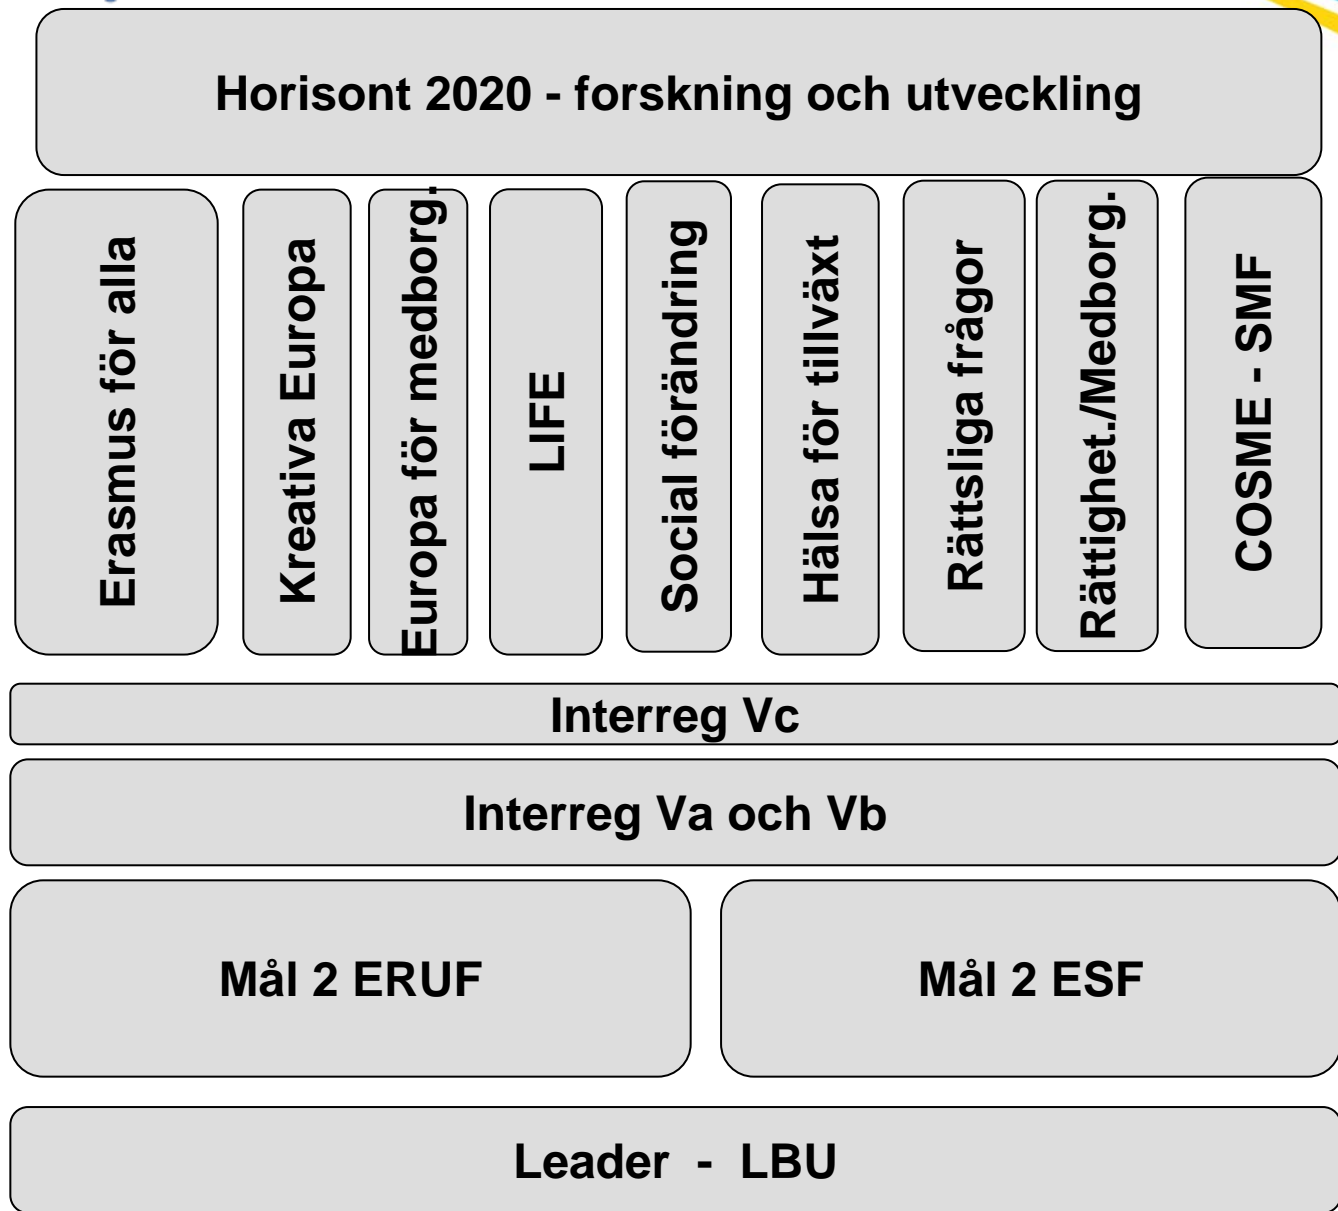 Horisont 2020 - forskning och utveckling
Erasmus för alla
Kreativa Europa
Europa för medborg.
LIFE
Social förändring
Hälsa för tillväxt
Rättsliga frågor
Rättighet./Medborg.
COSME - SMF
Interreg Vc
Interreg Va och Vb
Mål 2 ERUF
Mål 2 ESF
Leader - LBU